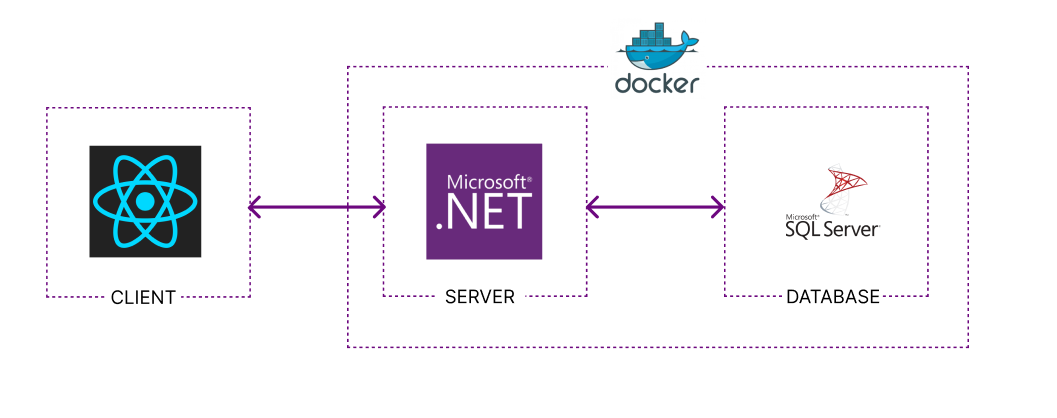 docker
Microsoft®
.NET
Microsoft®
SQL Server
CLIENT
SERVER
DATABASE